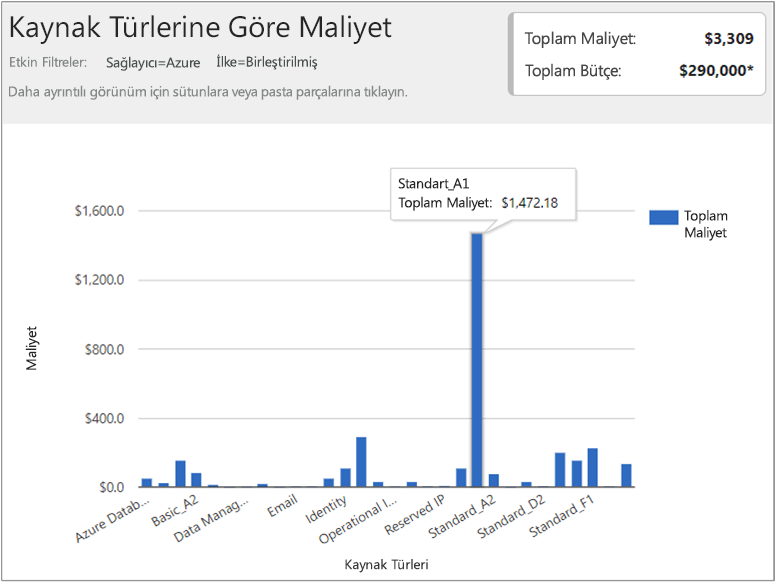 Kaynak Türlerine Göre Maliyet
Etkin Filtreler: Sağlayıcı=Azure İlke=Birleştirilmiş
Daha ayrıntılı görünüm için sütunlara veya pasta parçalarına tıklayın.
Toplam Maliyet: $3,309
Toplam Bütçe: $290,000*
Standart_A1
Toplam Maliyet: $1,472.18
Toplam
Maliyet
$1,600.0
$1,200.0
$800.0
$400.0
$0.0
Maliyet
Azure Datab...
Basic_A2
Data Manag...
Email
Identity
Operational I...
Reserved IP
Standard_A2
Standard_D2
Standard_F1
Kaynak Türleri